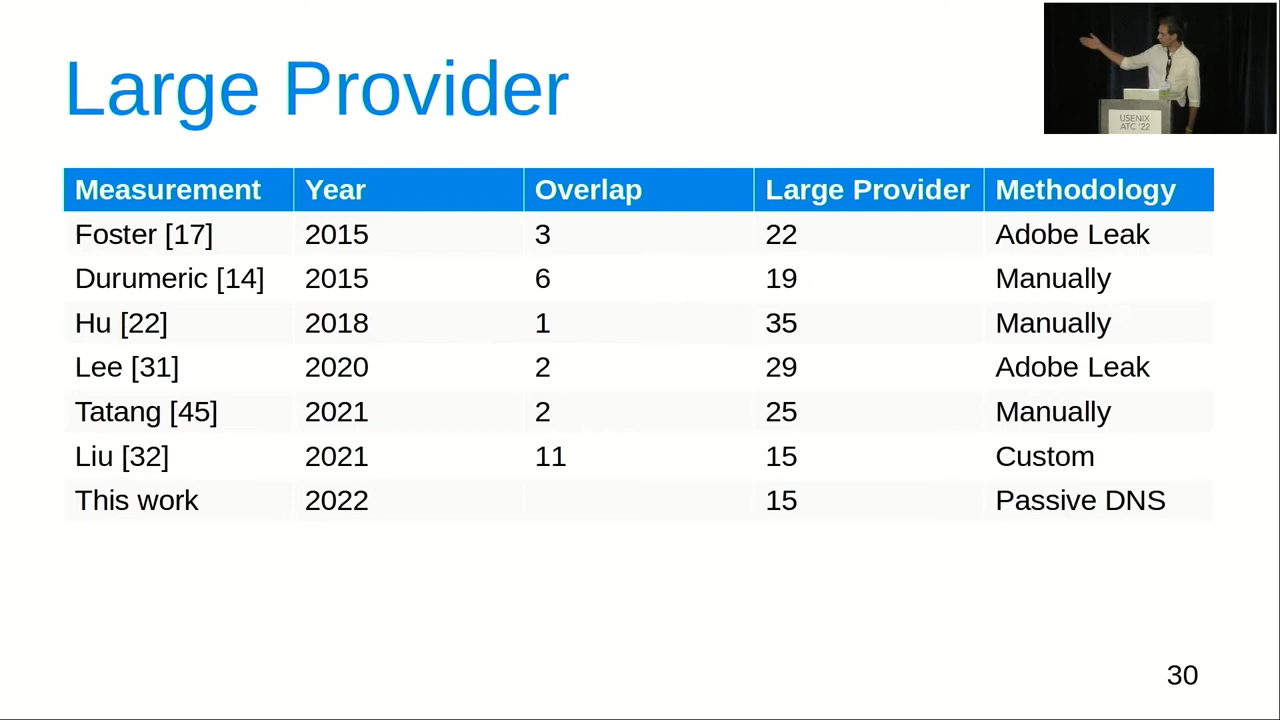 Large Provider
USENIX
ATC '22
Measurement Year Overlap Large Provider Methodology
Foster [17] 2015 3 22 Adobe Leak
Durumeric [14] 2015 6 19 Manually
Hu [22] 2018 1 35 Manually
Lee [31] 2020 2 29 Adobe Leak
Tatang [45] 2021 2 25 Manually
Liu [32] 2021 11 15 Custom
This work 2022 15 Passive DNS
30